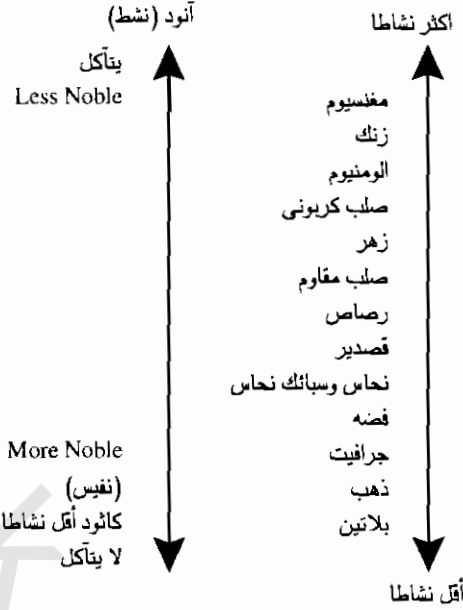 أكثر نشاطا
مغنسيوم
زنك
الومنيوم
صلب كربونى
زهر
صلب مقاوم
رصاص
قصدير
نحاس وسبائك نحاس
فضه
جرافيت
ذهب
بلاتين
أقل نشاطا
آنود (نشط)
يتآكل
Less Noble
More Noble
(نفيس)
كاثود أقل نشاطا
لا يتآكل